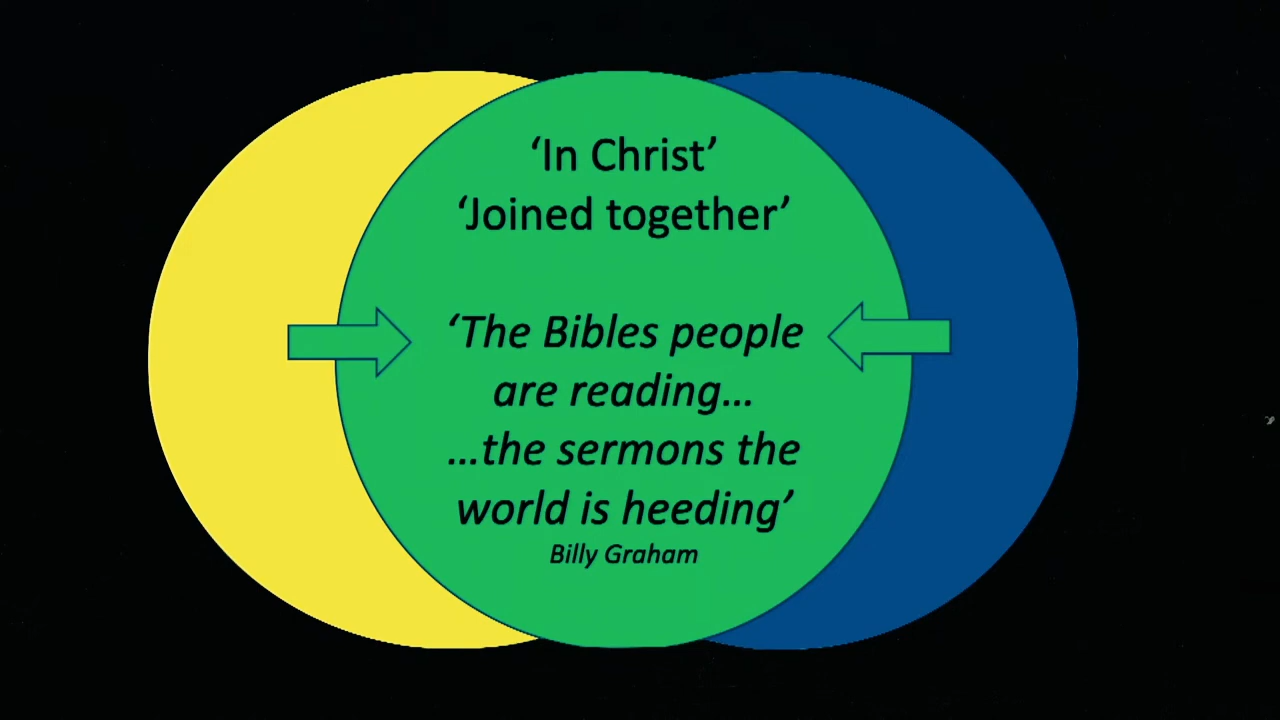 ‘In Christ’
‘Joined together’
‘The Bibles people
are reading…
…the sermons the
world is heeding’
Billy Graham